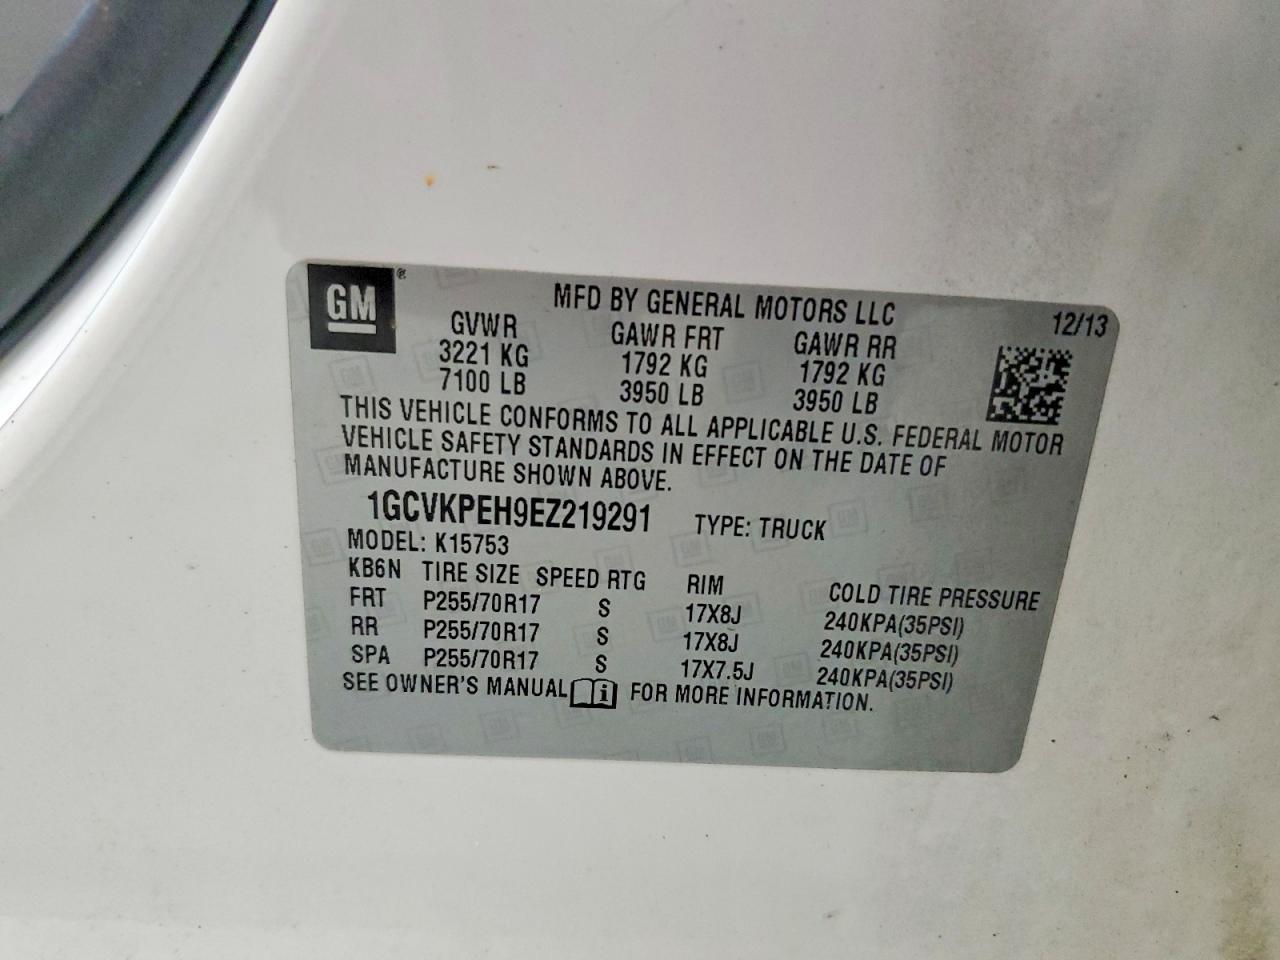 GM ®
MFD BY GENERAL MOTORS LLC 12/13
GVWR GAWR FRT GAWR RR
3221 KG 1792 KG 1792 KG
7100 LB 3950 LB 3950 LB
THIS VEHICLE CONFORMS TO ALL APPLICABLE U.S. FEDERAL MOTOR
VEHICLE SAFETY STANDARDS IN EFFECT ON THE DATE OF
MANUFACTURE SHOWN ABOVE.
1GCVKPEH9EZ219291 TYPE: TRUCK
MODEL: K15753
KB6N TIRE SIZE SPEED RTG RIM COLD TIRE PRESSURE
FRT P255/70R17 S 17X8J 240KPA(35PSI)
RR P255/70R17 S 17X8J 240KPA(35PSI)
SPA P255/70R17 S 17X7.5J 240KPA(35PSI)
SEE OWNER'S MANUAL i FOR MORE INFORMATION.